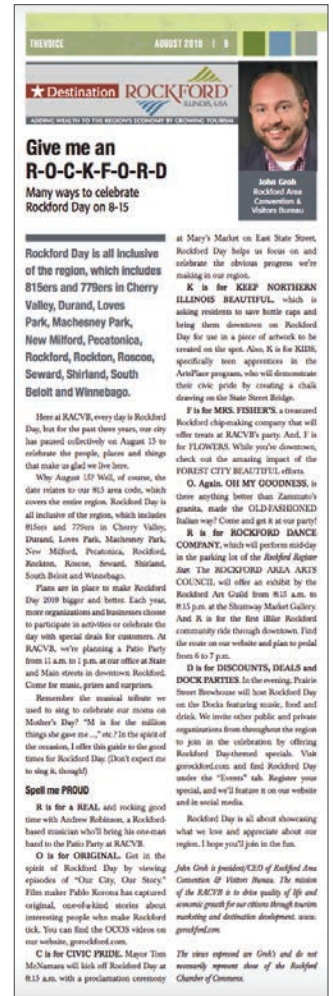 THEVOICE AUGUST 2018 | 5
★ Destination ROCKFORD
ILLINOIS, USA
ADDING WEALTH TO THE REGION'S ECONOMY BY GROWING TOURISM
John Groh
Rockford Area
Convention &
Visitors Bureau
Give me an
R-O-C-K-F-O-R-D
Many ways to celebrate
Rockford Day on 8-15
Rockford Day is all inclusive
of the region, which includes
815ers and 779ers in Cherry
Valley, Durand, Loves
Park, Machesney Park,
New Milford, Pecatonica,
Rockford, Rockton, Roscoe,
Seward, Shirland, South
Beloit and Winnebago.
Here at RACVB, every day is Rockford
Day, but for the past three years, our city
has paused collectively on August 15 to
celebrate the people, places and things
that make us glad we live here.
Why August 15? Well, of course, the
date relates to our 815 area code, which
covers the entire region. Rockford Day is
all inclusive of the region, which includes
815ers and 779ers in Cherry Valley,
Durand, Loves Park, Machesney Park,
New Milford, Pecatonica, Rockford,
Rockton, Roscoe, Seward, Shirland,
South Beloit and Winnebago.
Plans are in place to make Rockford
Day 2018 bigger and better. Each year,
more organizations and businesses choose
to participate in activities or celebrate the
day with special deals for customers. At
RACVB, we're planning a Patio Party
from 11 a.m. to 1 p.m. at our office at State
and Main streets in downtown Rockford.
Come for music, prizes and surprises.
Remember the musical tribute we
used to sing to celebrate our moms on
Mother's Day? "M is for the million
things she gave me ...," etc.? In the spirit of
the occasion, I offer this guide to the good
times for Rockford Day. (Don't expect me
to sing it, though!)
Spell me PROUD
R is for a REAL and rocking good
time with Andrew Robinson, a Rockford-
based musician who'll bring his one-man
band to the Patio Party at RACVB.
O is for ORIGINAL. Get in the
spirit of Rockford Day by viewing
episodes of "Our City, Our Story."
Film maker Pablo Korona has captured
original, one-of-a-kind stories about
interesting people who make Rockford
tick. You can find the OCOS videos on
our website, gorockford.com.
C is for CIVIC PRIDE. Mayor Tom
McNamara will kick off Rockford Day at
8:15 a.m. with a proclamation ceremony
at Mary's Market on East State Street.
Rockford Day helps us focus on and
celebrate the obvious progress we're
making in our region.
K is for KEEP NORTHERN
ILLINOIS BEAUTIFUL, which is
asking residents to save bottle caps and
bring them downtown on Rockford
Day for use in a piece of artwork to be
created on the spot. Also, K is for KIDS,
specifically teen apprentices in the
ArtsPlace program, who will demonstrate
their civic pride by creating a chalk
drawing on the State Street Bridge.
F is for MRS. FISHER'S, a treasured
Rockford chip-making company that will
offer treats at RACVB's party. And, F is
for FLOWERS. While you're downtown,
check out the amazing impact of the
FOREST CITY BEAUTIFUL efforts.
O. Again. OH MY GOODNESS, is
there anything better than Zammuto's
granita, made the OLD-FASHIONED
Italian way? Come and get it at our party!
R is for ROCKFORD DANCE
COMPANY, which will perform mid-day
in the parking lot of the Rockford Register
Star. The ROCKFORD AREA ARTS
COUNCIL will offer an exhibit by the
Rockford Art Guild from 8:15 a.m. to
8:15 p.m. at the Shumway Market Gallery.
And R is for the first iBike Rockford
community ride through downtown. Find
the route on our website and plan to pedal
from 6 to 7 p.m.
D is for DISCOUNTS, DEALS and
DOCK PARTIES. In the evening, Prairie
Street Brewhouse will host Rockford Day
on the Docks featuring music, food and
drink. We invite other public and private
organizations from throughout the region
to join in the celebration by offering
Rockford Day-themed specials. Visit
gorockford.com and find Rockford Day
under the "Events" tab. Register your
special, and we'll feature it on our website
and in social media.
Rockford Day is all about showcasing
what we love and appreciate about our
region. I hope you'll join in the fun.
John Groh is president/CEO of Rockford Area
Convention & Visitors Bureau. The mission
of the RACVB is to drive quality of life and
economic growth for our citizens through tourism
marketing and destination development. www.
gorockford.com
The views expressed are Groh's and do not
necessarily represent those of the Rockford
Chamber of Commerce.